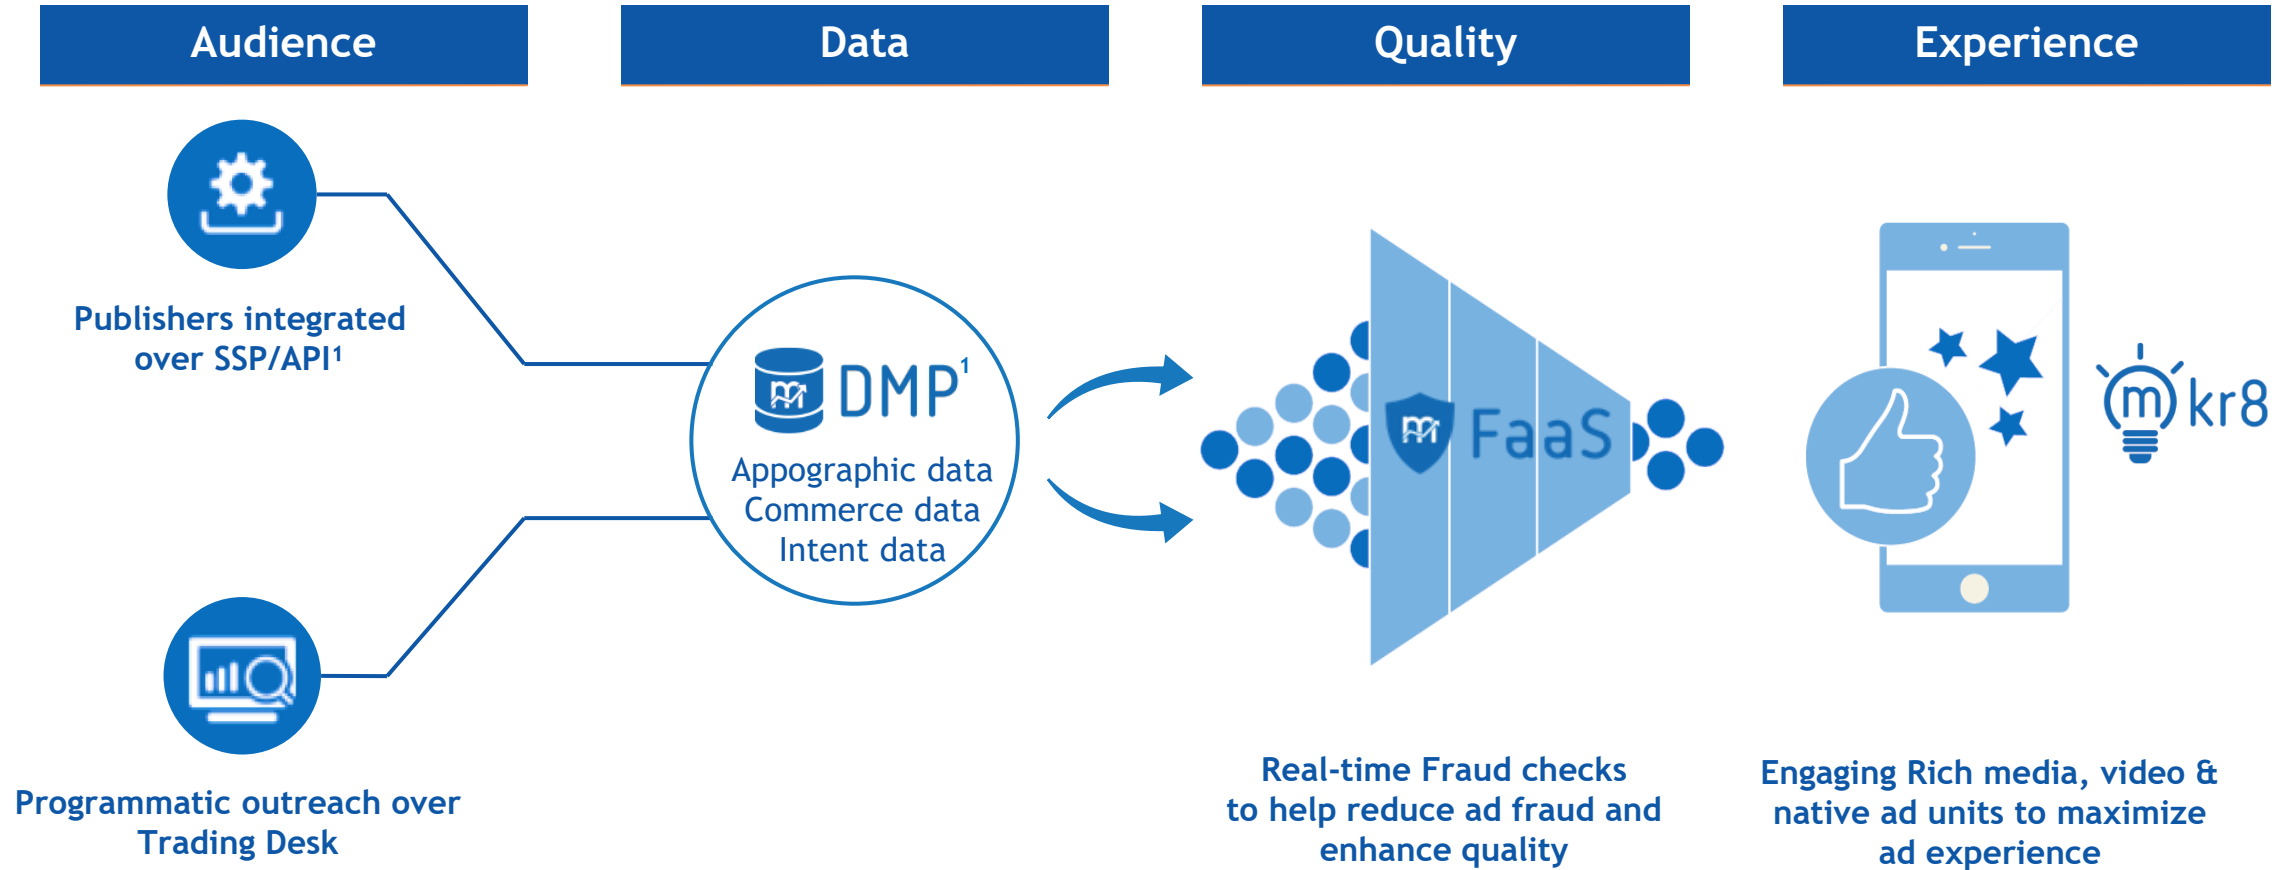 Audience
Data
Quality
Experience
Publishers integrated
over SSP/API¹
Programmatic outreach over
Trading Desk
m DMP¹
Appographic data
Commerce data
Intent data
m FaaS
Real-time Fraud checks
to help reduce ad fraud and
enhance quality
m kr8
Engaging Rich media, video &
native ad units to maximize
ad experience